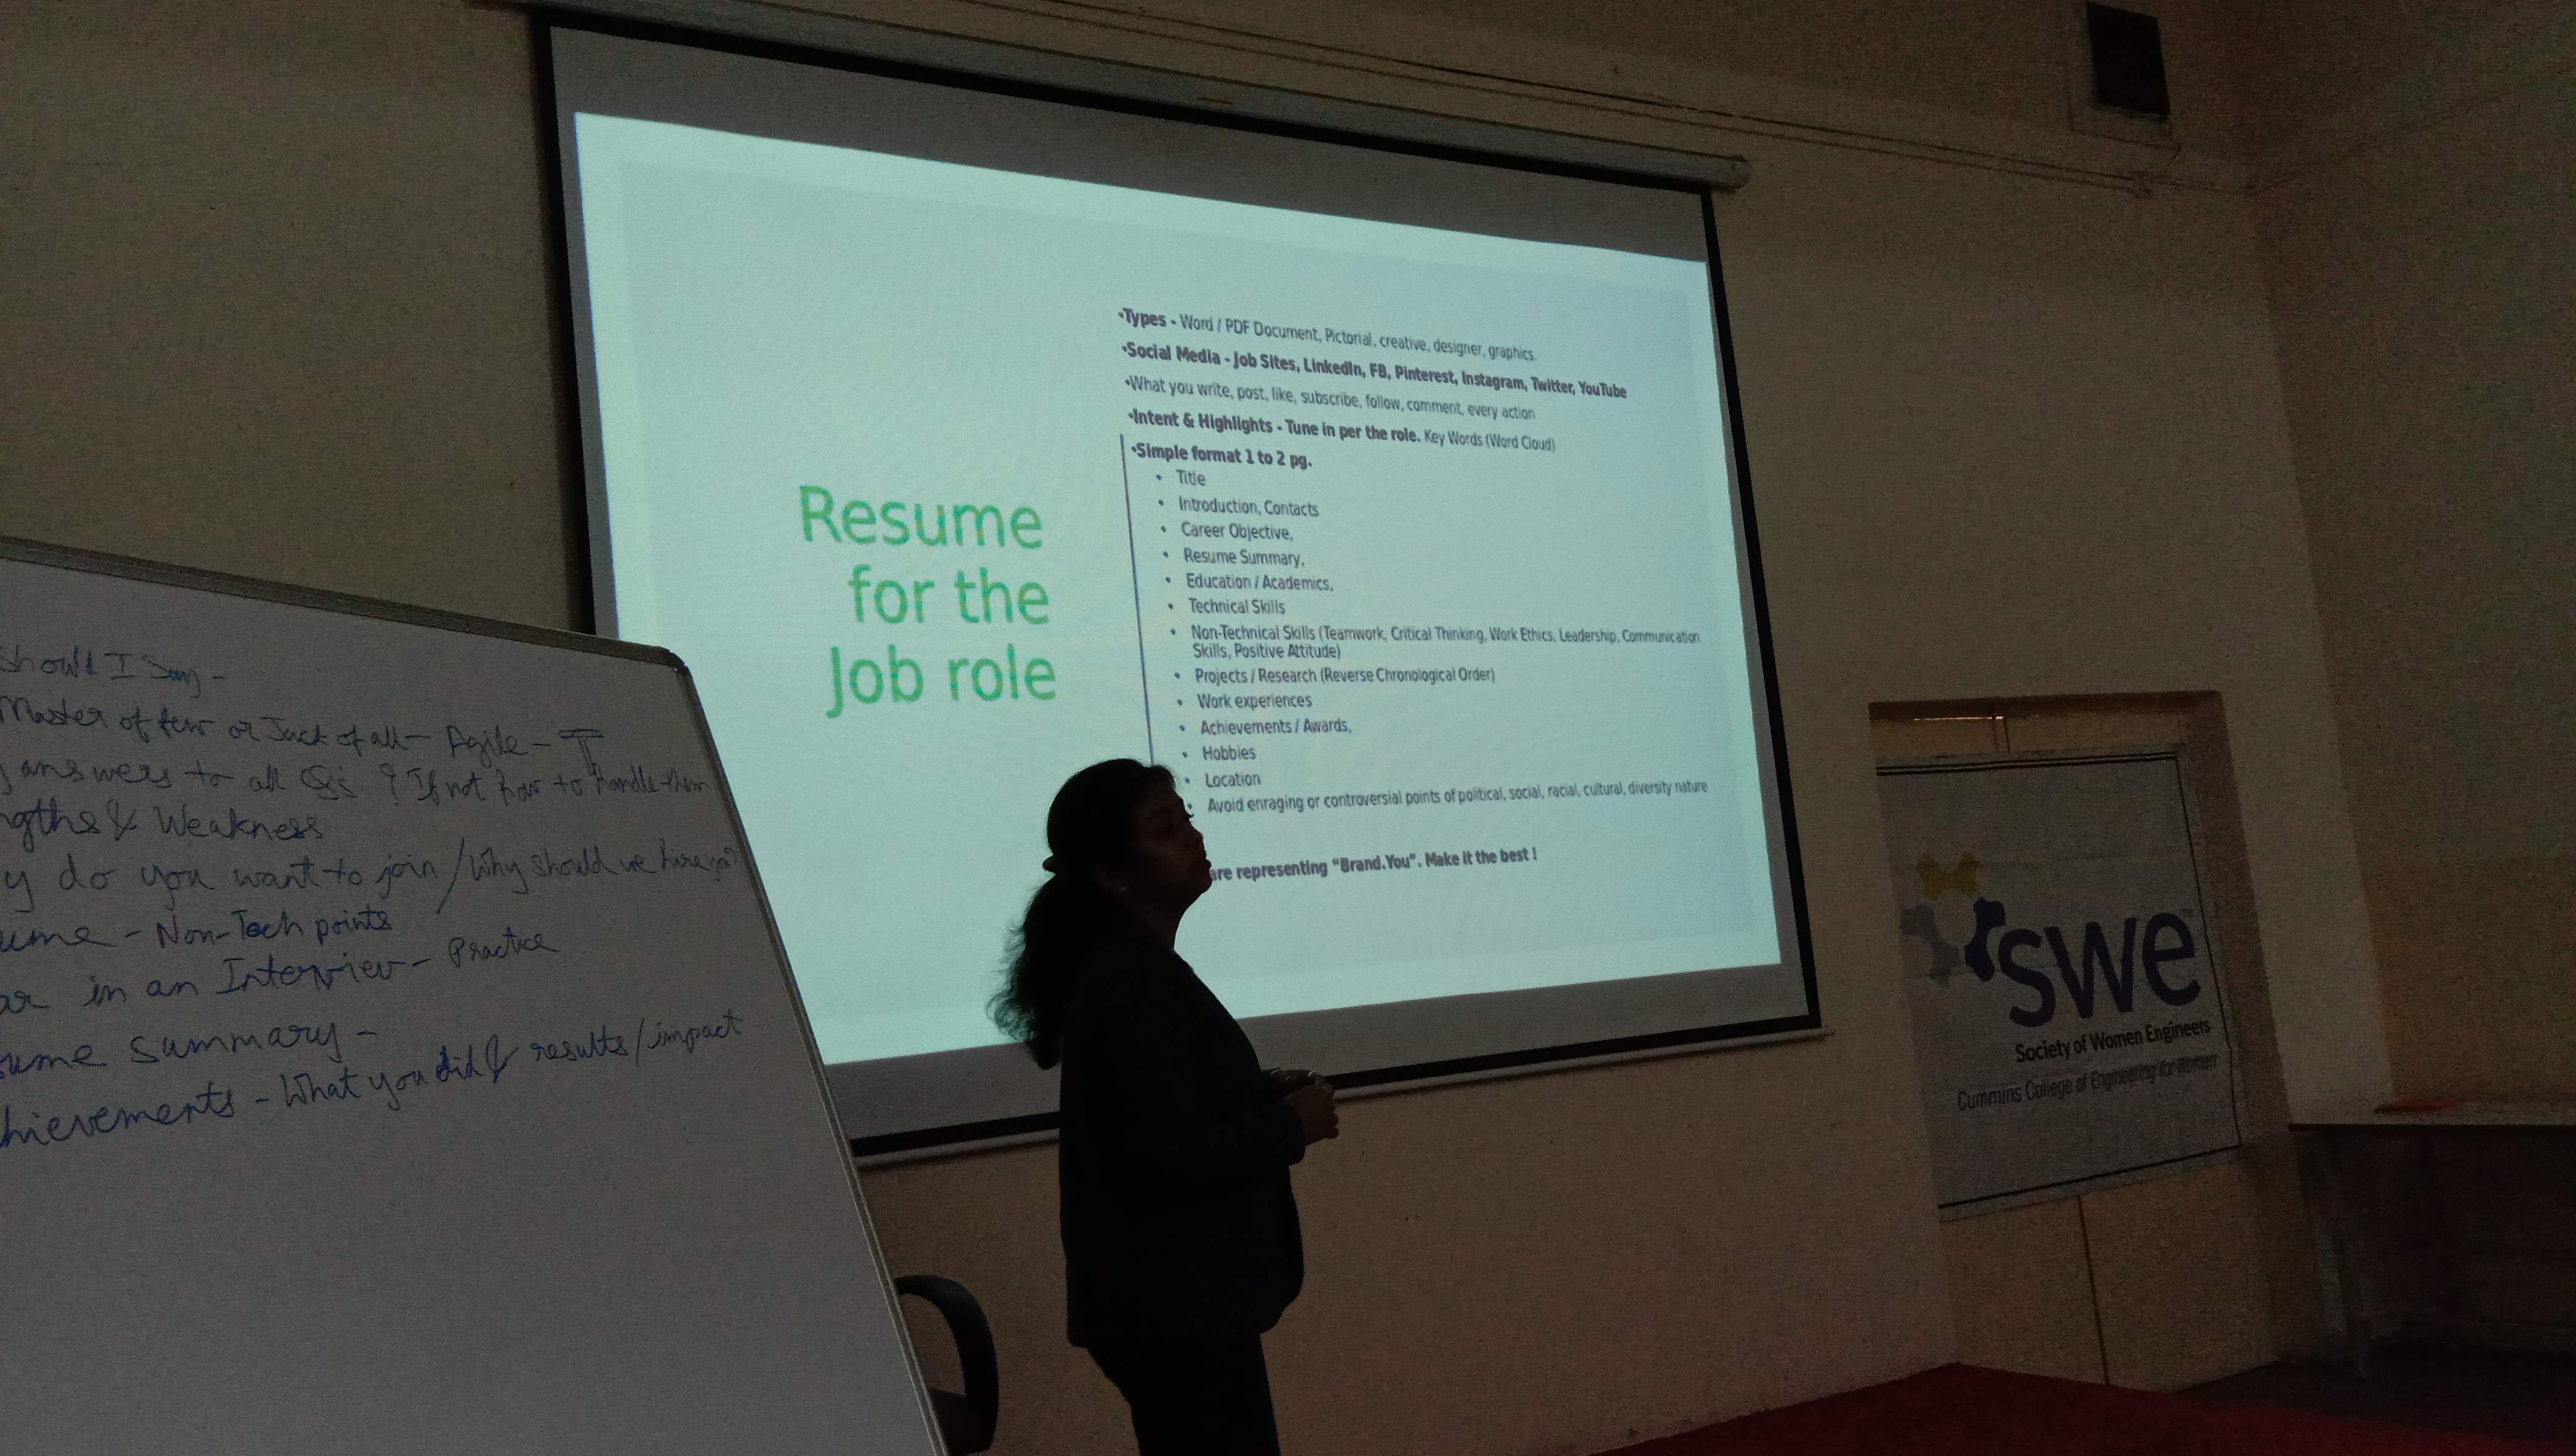 should I Say -
Master of few or Jack of all - Agile - T
answers to all Qs ? If not how to handle them
ngths & Weakness
y do you want to join / Why should we hire you?
ume - Non-Tech points
ar in an Interview - Practice
ume summary -
hievements - What you did & results / impact
Resume
for the
Job role
•Types - Word / PDF Document, Pictorial, creative, designer, graphics.
•Social Media - Job Sites, LinkedIn, FB, Pinterest, Instagram, Twitter, YouTube
•What you write, post, like, subscribe, follow, comment, every action
•Intent & Highlights - Tune in per the role. Key Words (Word Cloud)
•Simple format 1 to 2 pg.
• Title
• Introduction, Contacts
• Career Objective,
• Resume Summary,
• Education / Academics,
• Technical Skills
• Non-Technical Skills (Teamwork, Critical Thinking, Work Ethics, Leadership, Communication
Skills, Positive Attitude)
• Projects / Research (Reverse Chronological Order)
• Work experiences
• Achievements / Awards,
• Hobbies
• Location
• Avoid enraging or controversial points of political, social, racial, cultural, diversity nature
are representing “Brand.You”. Make it the best !
swe™
Society of Women Engineers
Cummins College of Engineering for Women